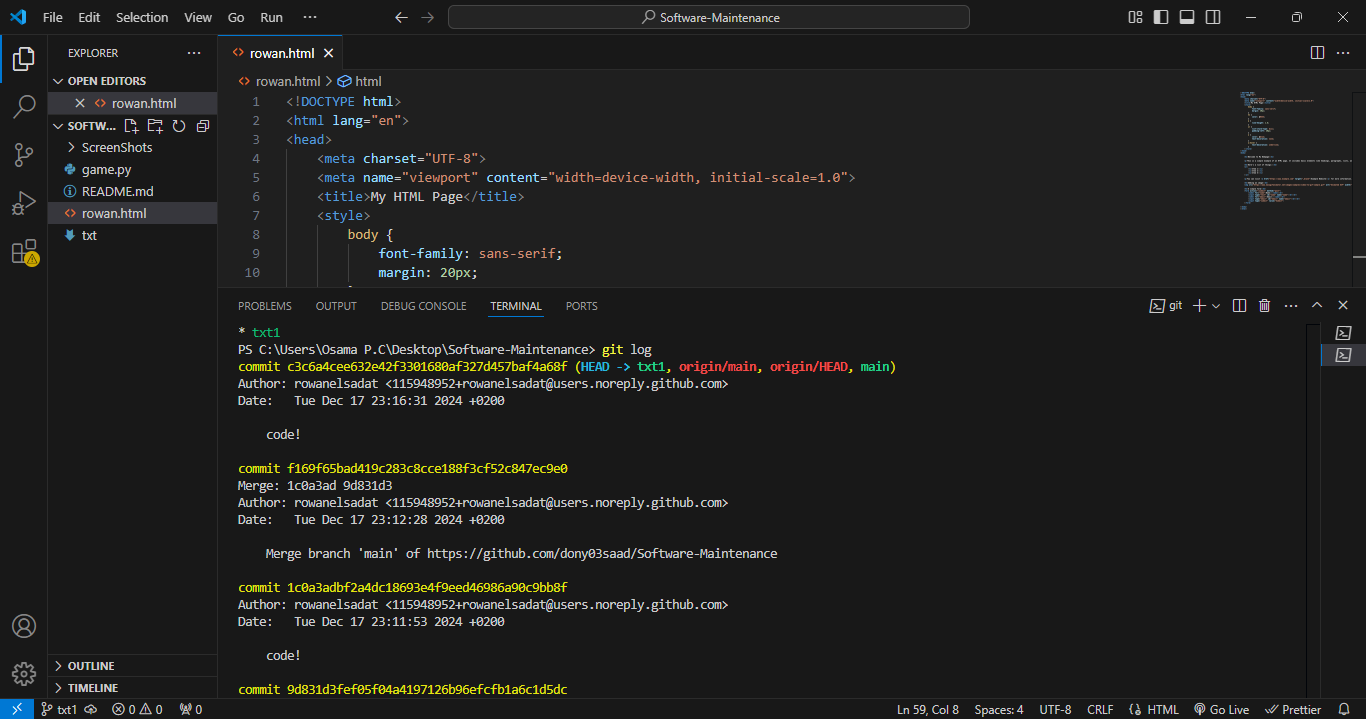 File Edit Selection View Go Run ··· Software-Maintenance
EXPLORER
OPEN EDITORS
rowan.html
SOFTW...
ScreenShots
game.py
README.md
rowan.html
txt
OUTLINE
TIMELINE
rowan.html
rowan.html > html
1 <!DOCTYPE html>
2 <html lang="en">
3 <head>
4 <meta charset="UTF-8">
5 <meta name="viewport" content="width=device-width, initial-scale=1.0">
6 <title>My HTML Page</title>
7 <style>
8 body {
9 font-family: sans-serif;
10 margin: 20px;
PROBLEMS OUTPUT DEBUG CONSOLE TERMINAL PORTS git
* txt1
PS C:\Users\Osama P.C\Desktop\Software-Maintenance> git log
commit c3c6a4cee632e42f3301680af327d457baf4a68f (HEAD -> txt1, origin/main, origin/HEAD, main)
Author: rowanelsadat <115948952+rowanelsadat@users.noreply.github.com>
Date: Tue Dec 17 23:16:31 2024 +0200
code!
commit f169f65bad419c283c8cce188f3cf52c847ec9e0
Merge: 1c0a3ad 9d831d3
Author: rowanelsadat <115948952+rowanelsadat@users.noreply.github.com>
Date: Tue Dec 17 23:12:28 2024 +0200
Merge branch 'main' of https://github.com/dony03saad/Software-Maintenance
commit 1c0a3adbf2a4dc18693e4f9eed46986a90c9bb8f
Author: rowanelsadat <115948952+rowanelsadat@users.noreply.github.com>
Date: Tue Dec 17 23:11:53 2024 +0200
code!
commit 9d831d3fef05f04a4197126b96efcfb1a6c1d5dc
txt1 0 0 0 Ln 59, Col 8 Spaces: 4 UTF-8 CRLF HTML Go Live Prettier